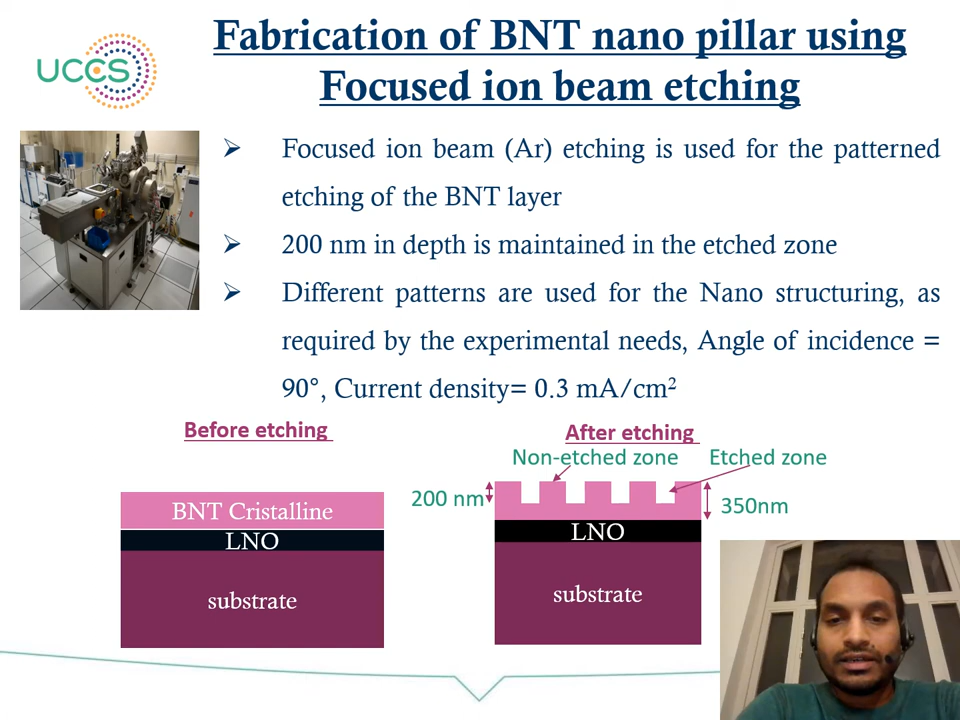 UCCS
Fabrication of BNT nano pillar using
Focused ion beam etching
➢ Focused ion beam (Ar) etching is used for the patterned
etching of the BNT layer
➢ 200 nm in depth is maintained in the etched zone
➢ Different patterns are used for the Nano structuring, as
required by the experimental needs, Angle of incidence =
90°, Current density= 0.3 mA/cm²
Before etching
BNT Cristalline
LNO
substrate
After etching
Non-etched zone
Etched zone
200 nm
350nm
LNO
substrate